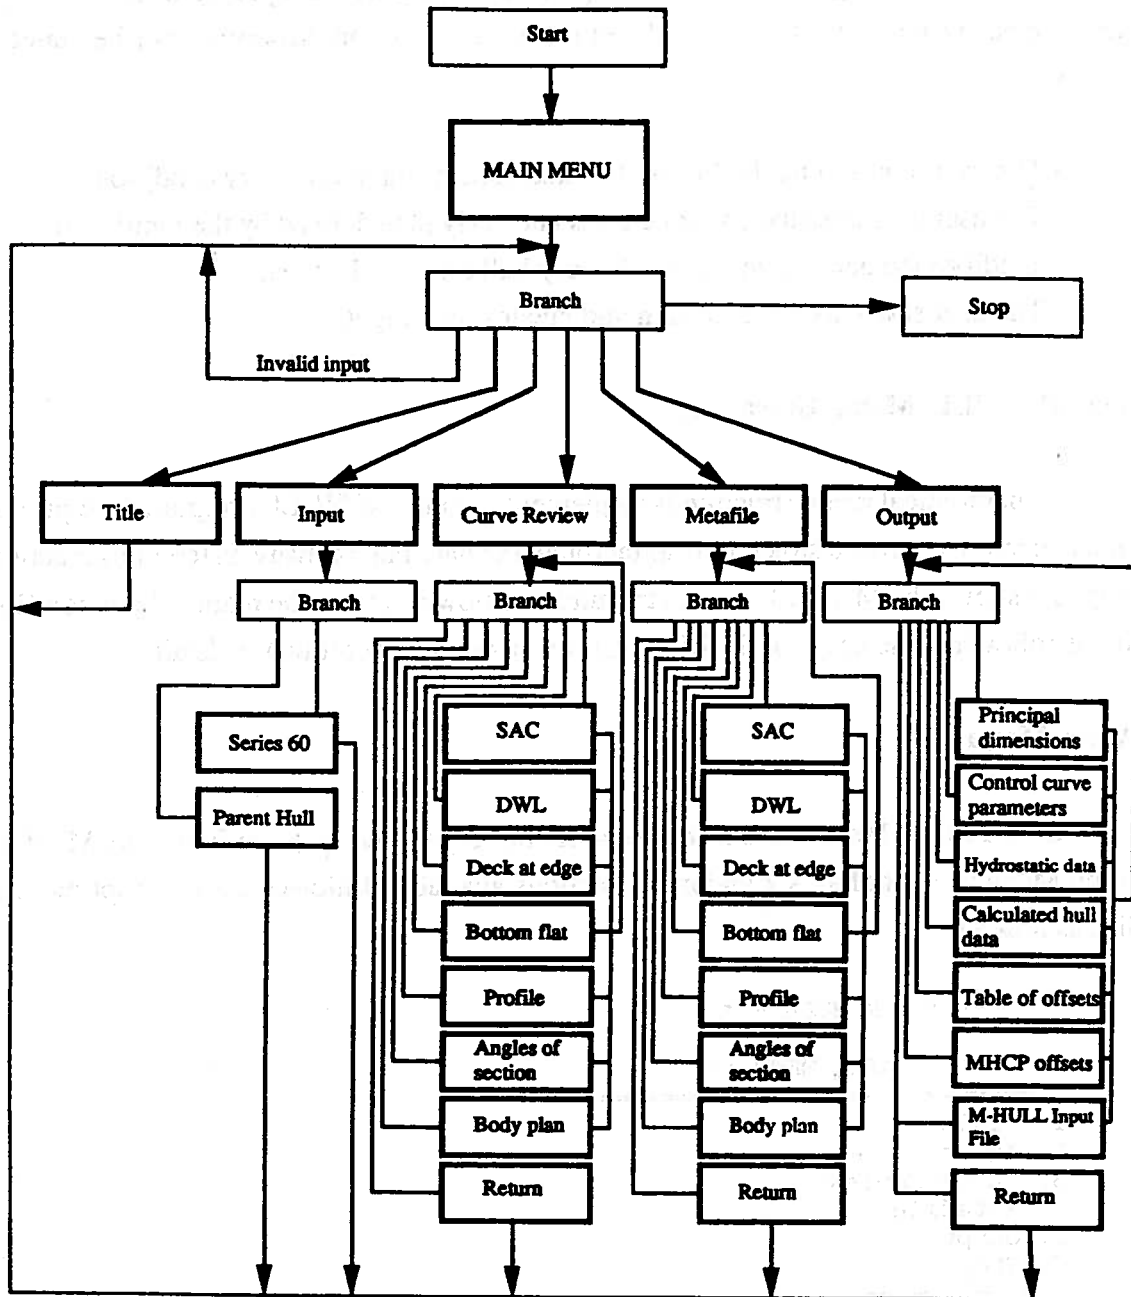 Start
MAIN MENU
Branch
Stop
Invalid input
Title
Input
Curve Review
Metafile
Output
Branch
Branch
Branch
Branch
Series 60
Parent Hull
SAC
DWL
Deck at edge
Bottom flat
Profile
Angles of
section
Body plan
Return
SAC
DWL
Deck at edge
Bottom flat
Profile
Angles of
section
Body plan
Return
Principal
dimensions
Control curve
parameters
Hydrostatic data
Calculated hull
data
Table of offsets
MHCP offsets
M-HULL Input
File
Return